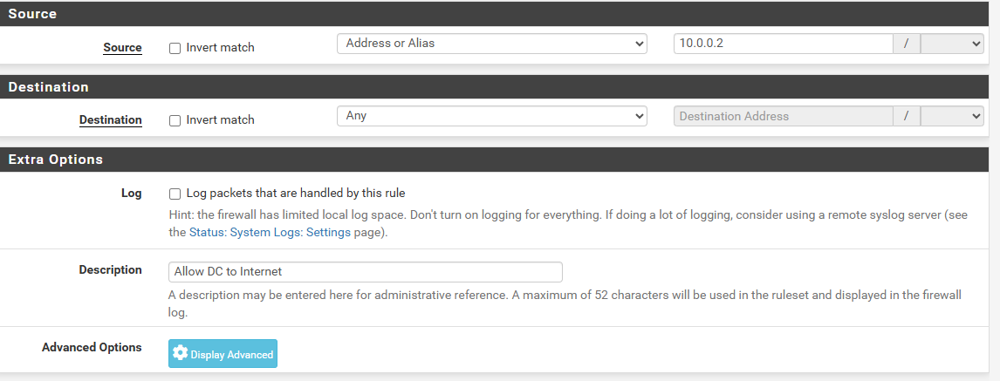 Source
Source Invert match Address or Alias 10.0.0.2 /
Destination
Destination Invert match Any Destination Address /
Extra Options
Log Log packets that are handled by this rule
Hint: the firewall has limited local log space. Don't turn on logging for everything. If doing a lot of logging, consider using a remote syslog server (see
the Status: System Logs: Settings page).
Description Allow DC to Internet
A description may be entered here for administrative reference. A maximum of 52 characters will be used in the ruleset and displayed in the firewall
log.
Advanced Options Display Advanced